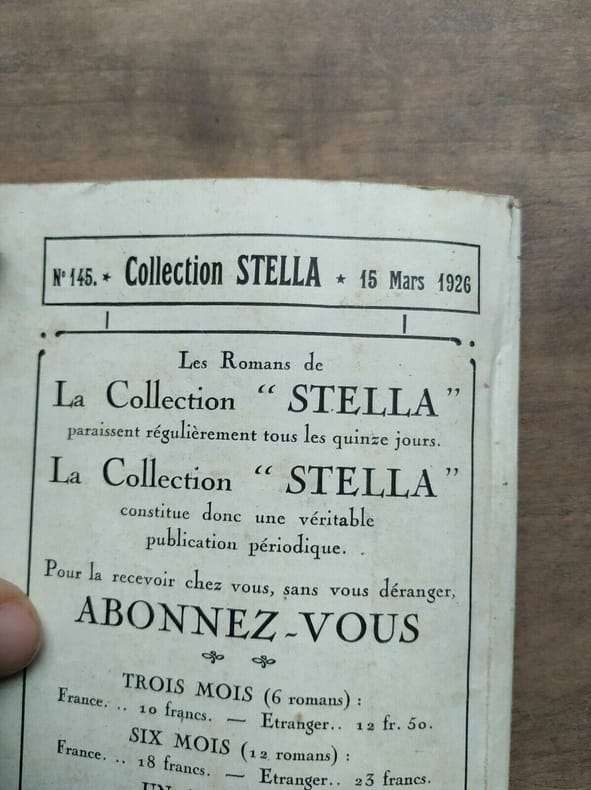 N° 145. ★ Collection STELLA ★ 15 Mars 1926
Les Romans de
La Collection “ STELLA ”
paraissent régulièrement tous les quinze jours.
La Collection “ STELLA ”
constitue donc une véritable
publication périodique.
Pour la recevoir chez vous, sans vous déranger,
ABONNEZ-VOUS
TROIS MOIS (6 romans) :
France. .. 10 francs. — Etranger.. 12 fr. 50.
SIX MOIS (12 romans) :
France. .. 18 francs. — Etranger.. 23 francs.
UN